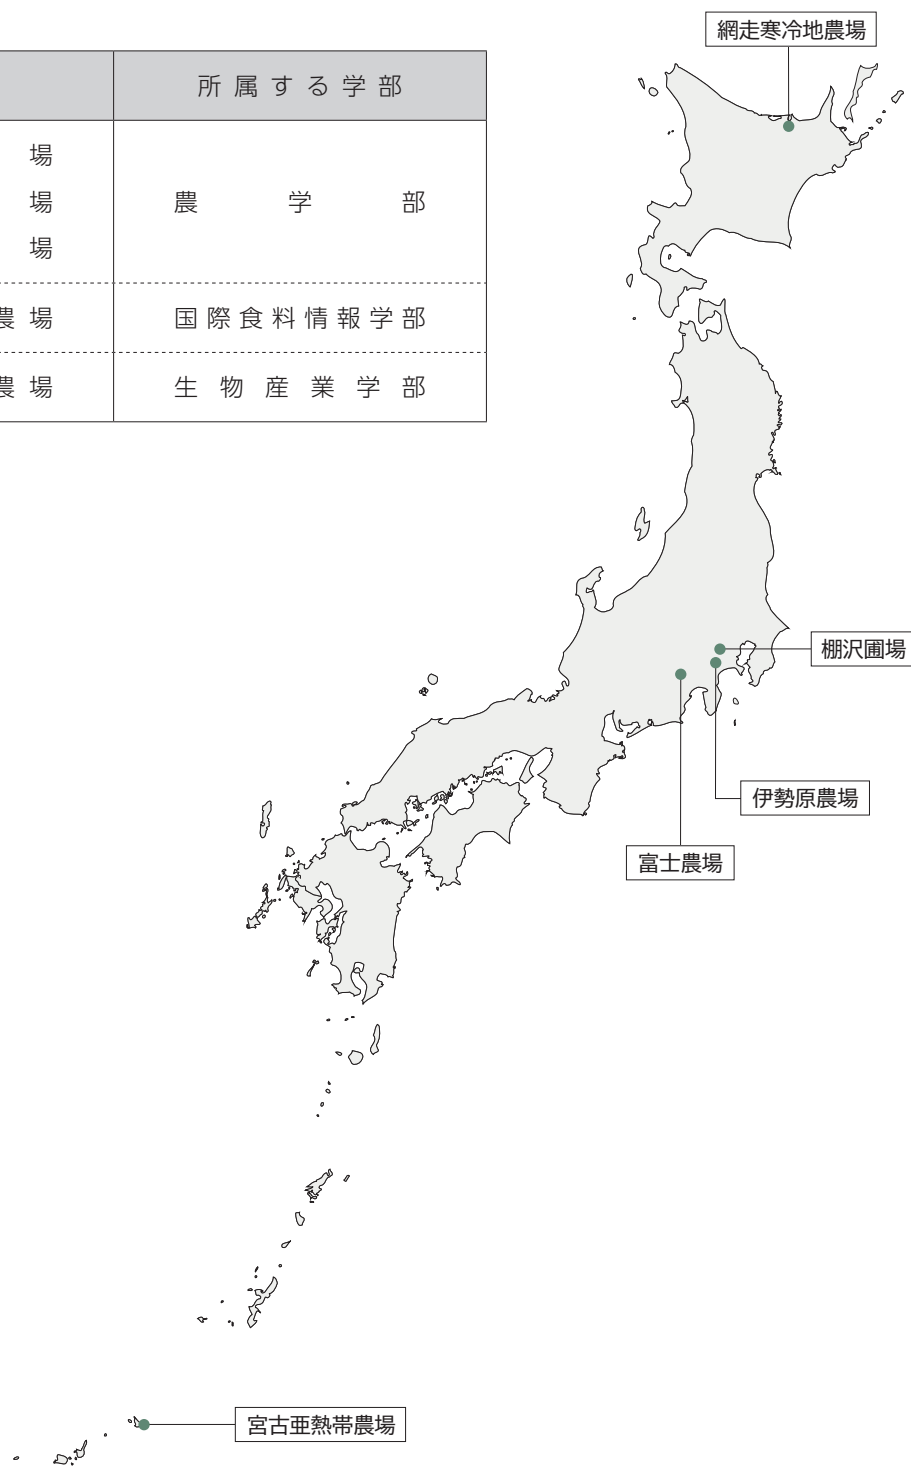 網走寒冷地農場
所属する学部
場
場 農学部
場
農場 国際食料情報学部
農場 生物産業学部
棚沢圃場
伊勢原農場
富士農場
宮古亜熱帯農場